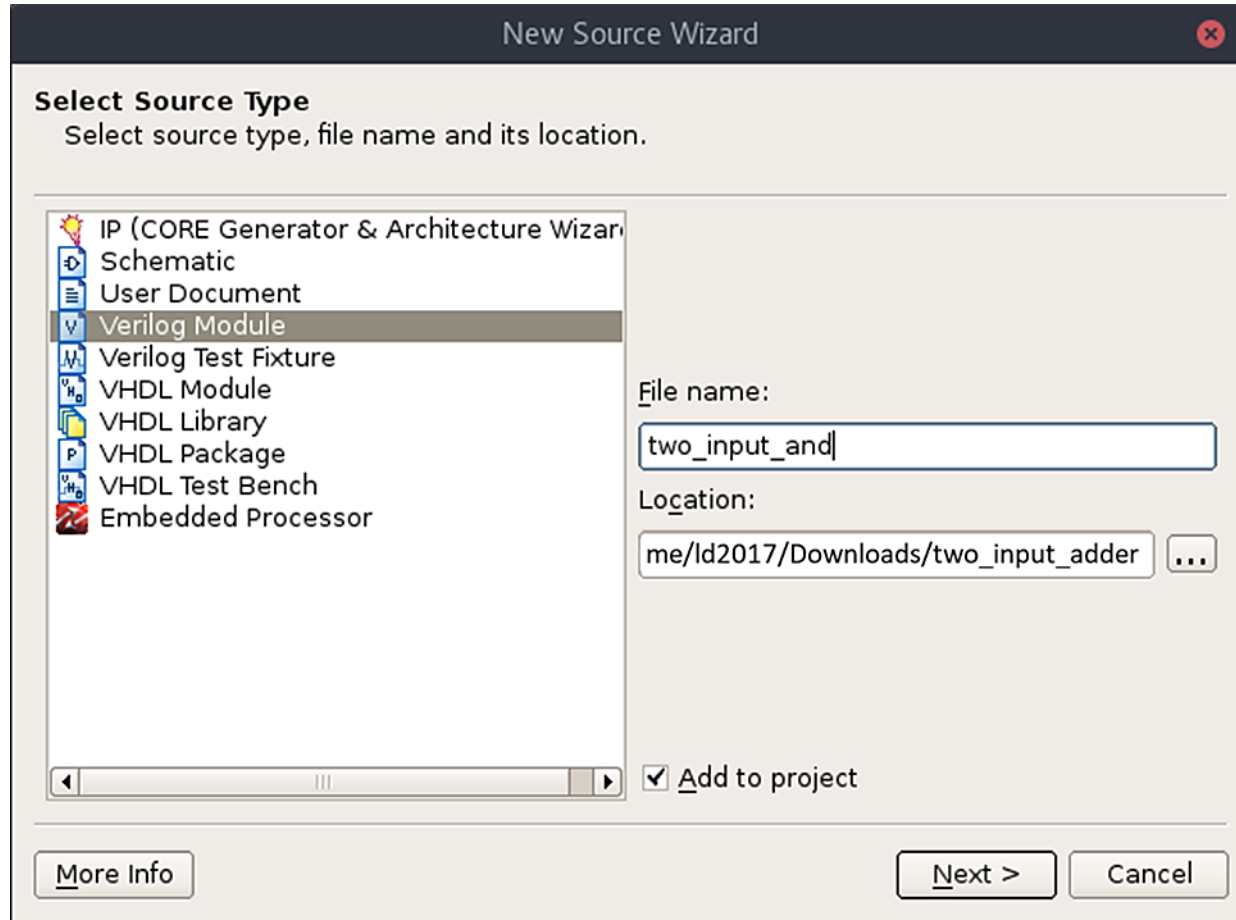 New Source Wizard
Select Source Type
Select source type, file name and its location.
IP (CORE Generator & Architecture Wizar
Schematic
User Document
Verilog Module
Verilog Test Fixture
VHDL Module
VHDL Library
VHDL Package
VHDL Test Bench
Embedded Processor
File name:
two_input_and
Location:
me/ld2017/Downloads/two_input_adder
...
Add to project
More Info
Next >
Cancel